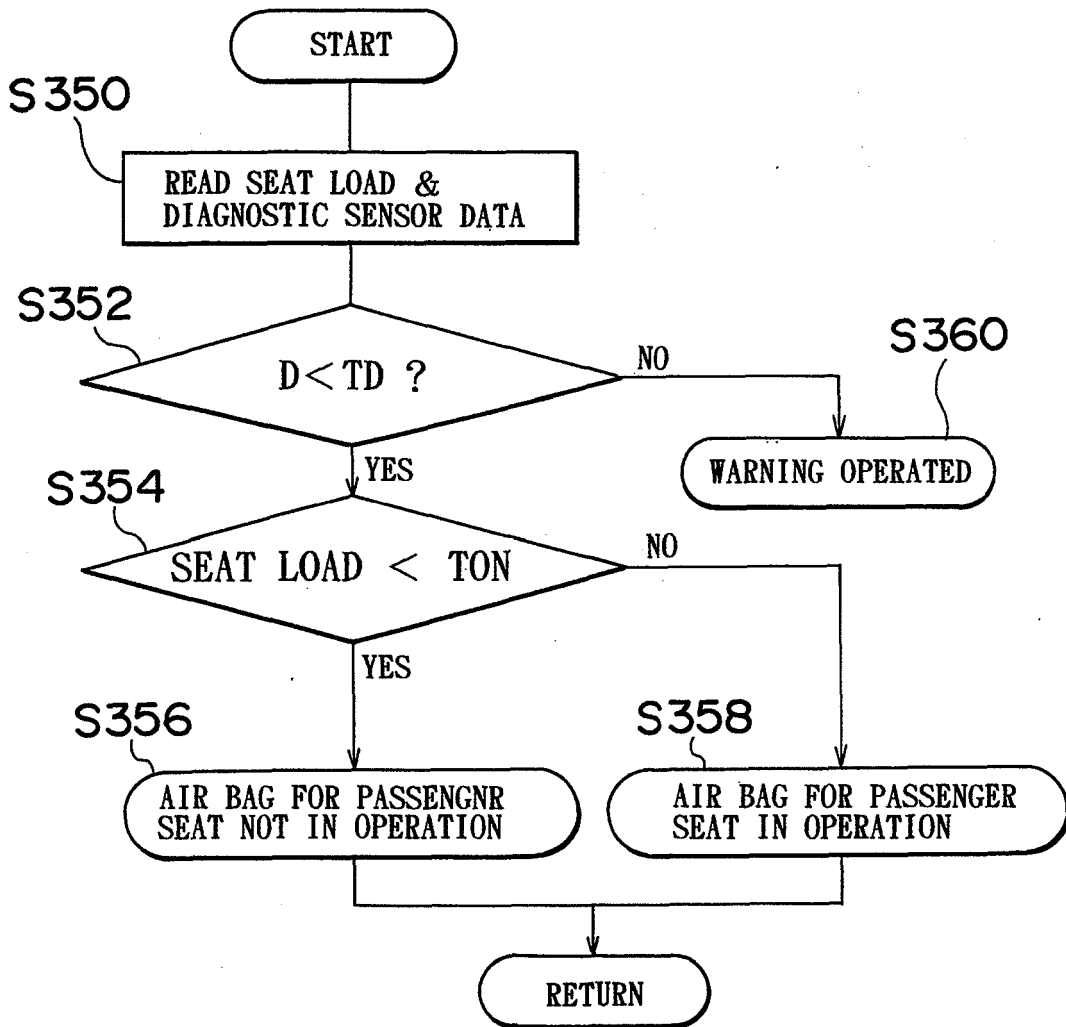 START
S350
READ SEAT LOAD &
DIAGNOSTIC SENSOR DATA
S352
D<TD ?
NO
S360
WARNING OPERATED
YES
S354
SEAT LOAD < TON
NO
YES
S356
AIR BAG FOR PASSENGNR
SEAT NOT IN OPERATION
S358
AIR BAG FOR PASSENGER
SEAT IN OPERATION
RETURN